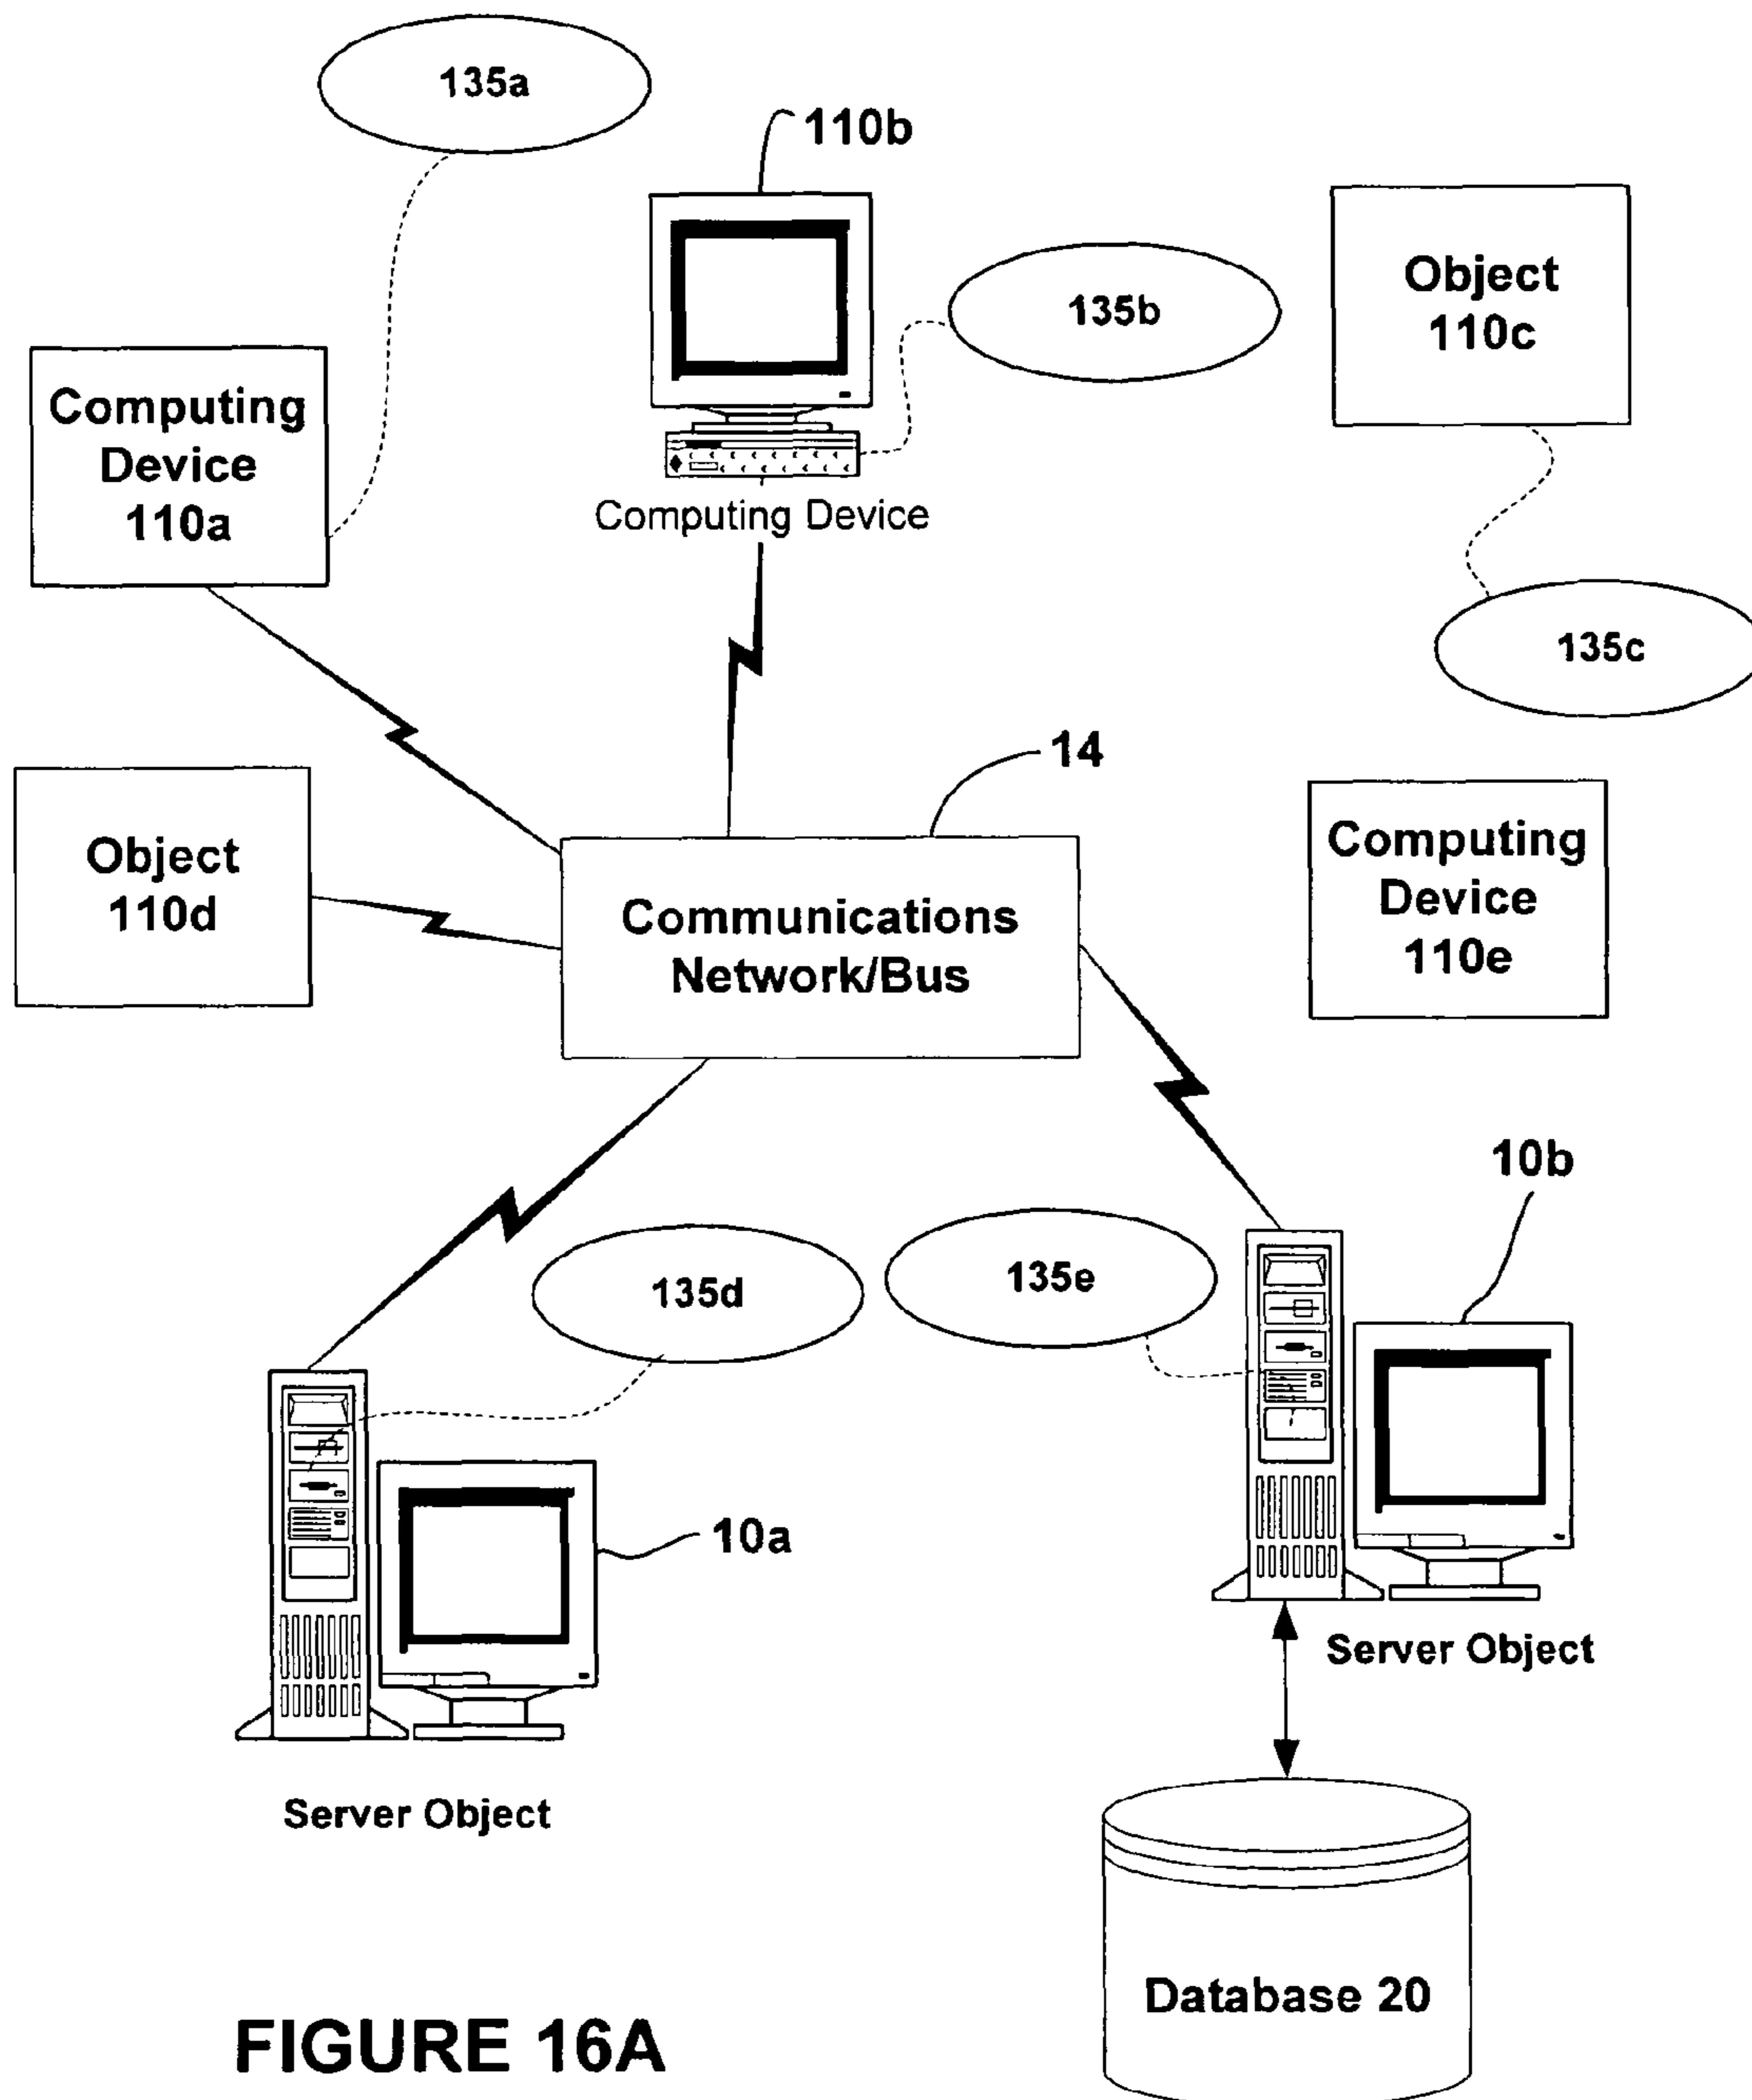 135a
110b
135b
Object
110c
Computing
Device
110a
Computing Device
135c
14
Object
110d
Communications
Network/Bus
Computing
Device
110e
10b
135d
135e
10a
Server Object
Server Object
Database 20
FIGURE 16A